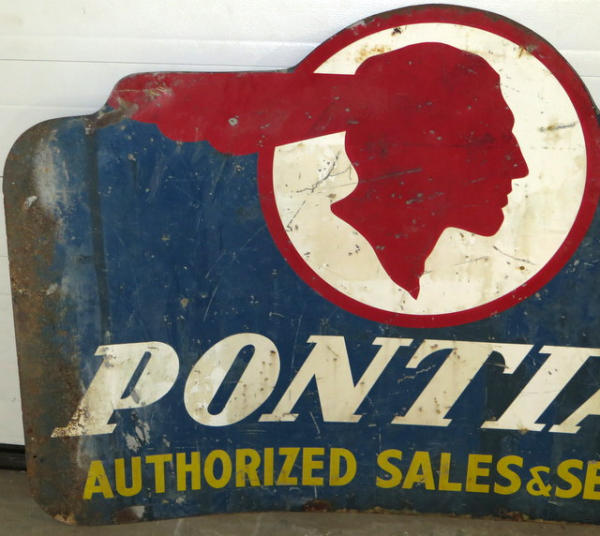 PONTIA
AUTHORIZED SALES & SE